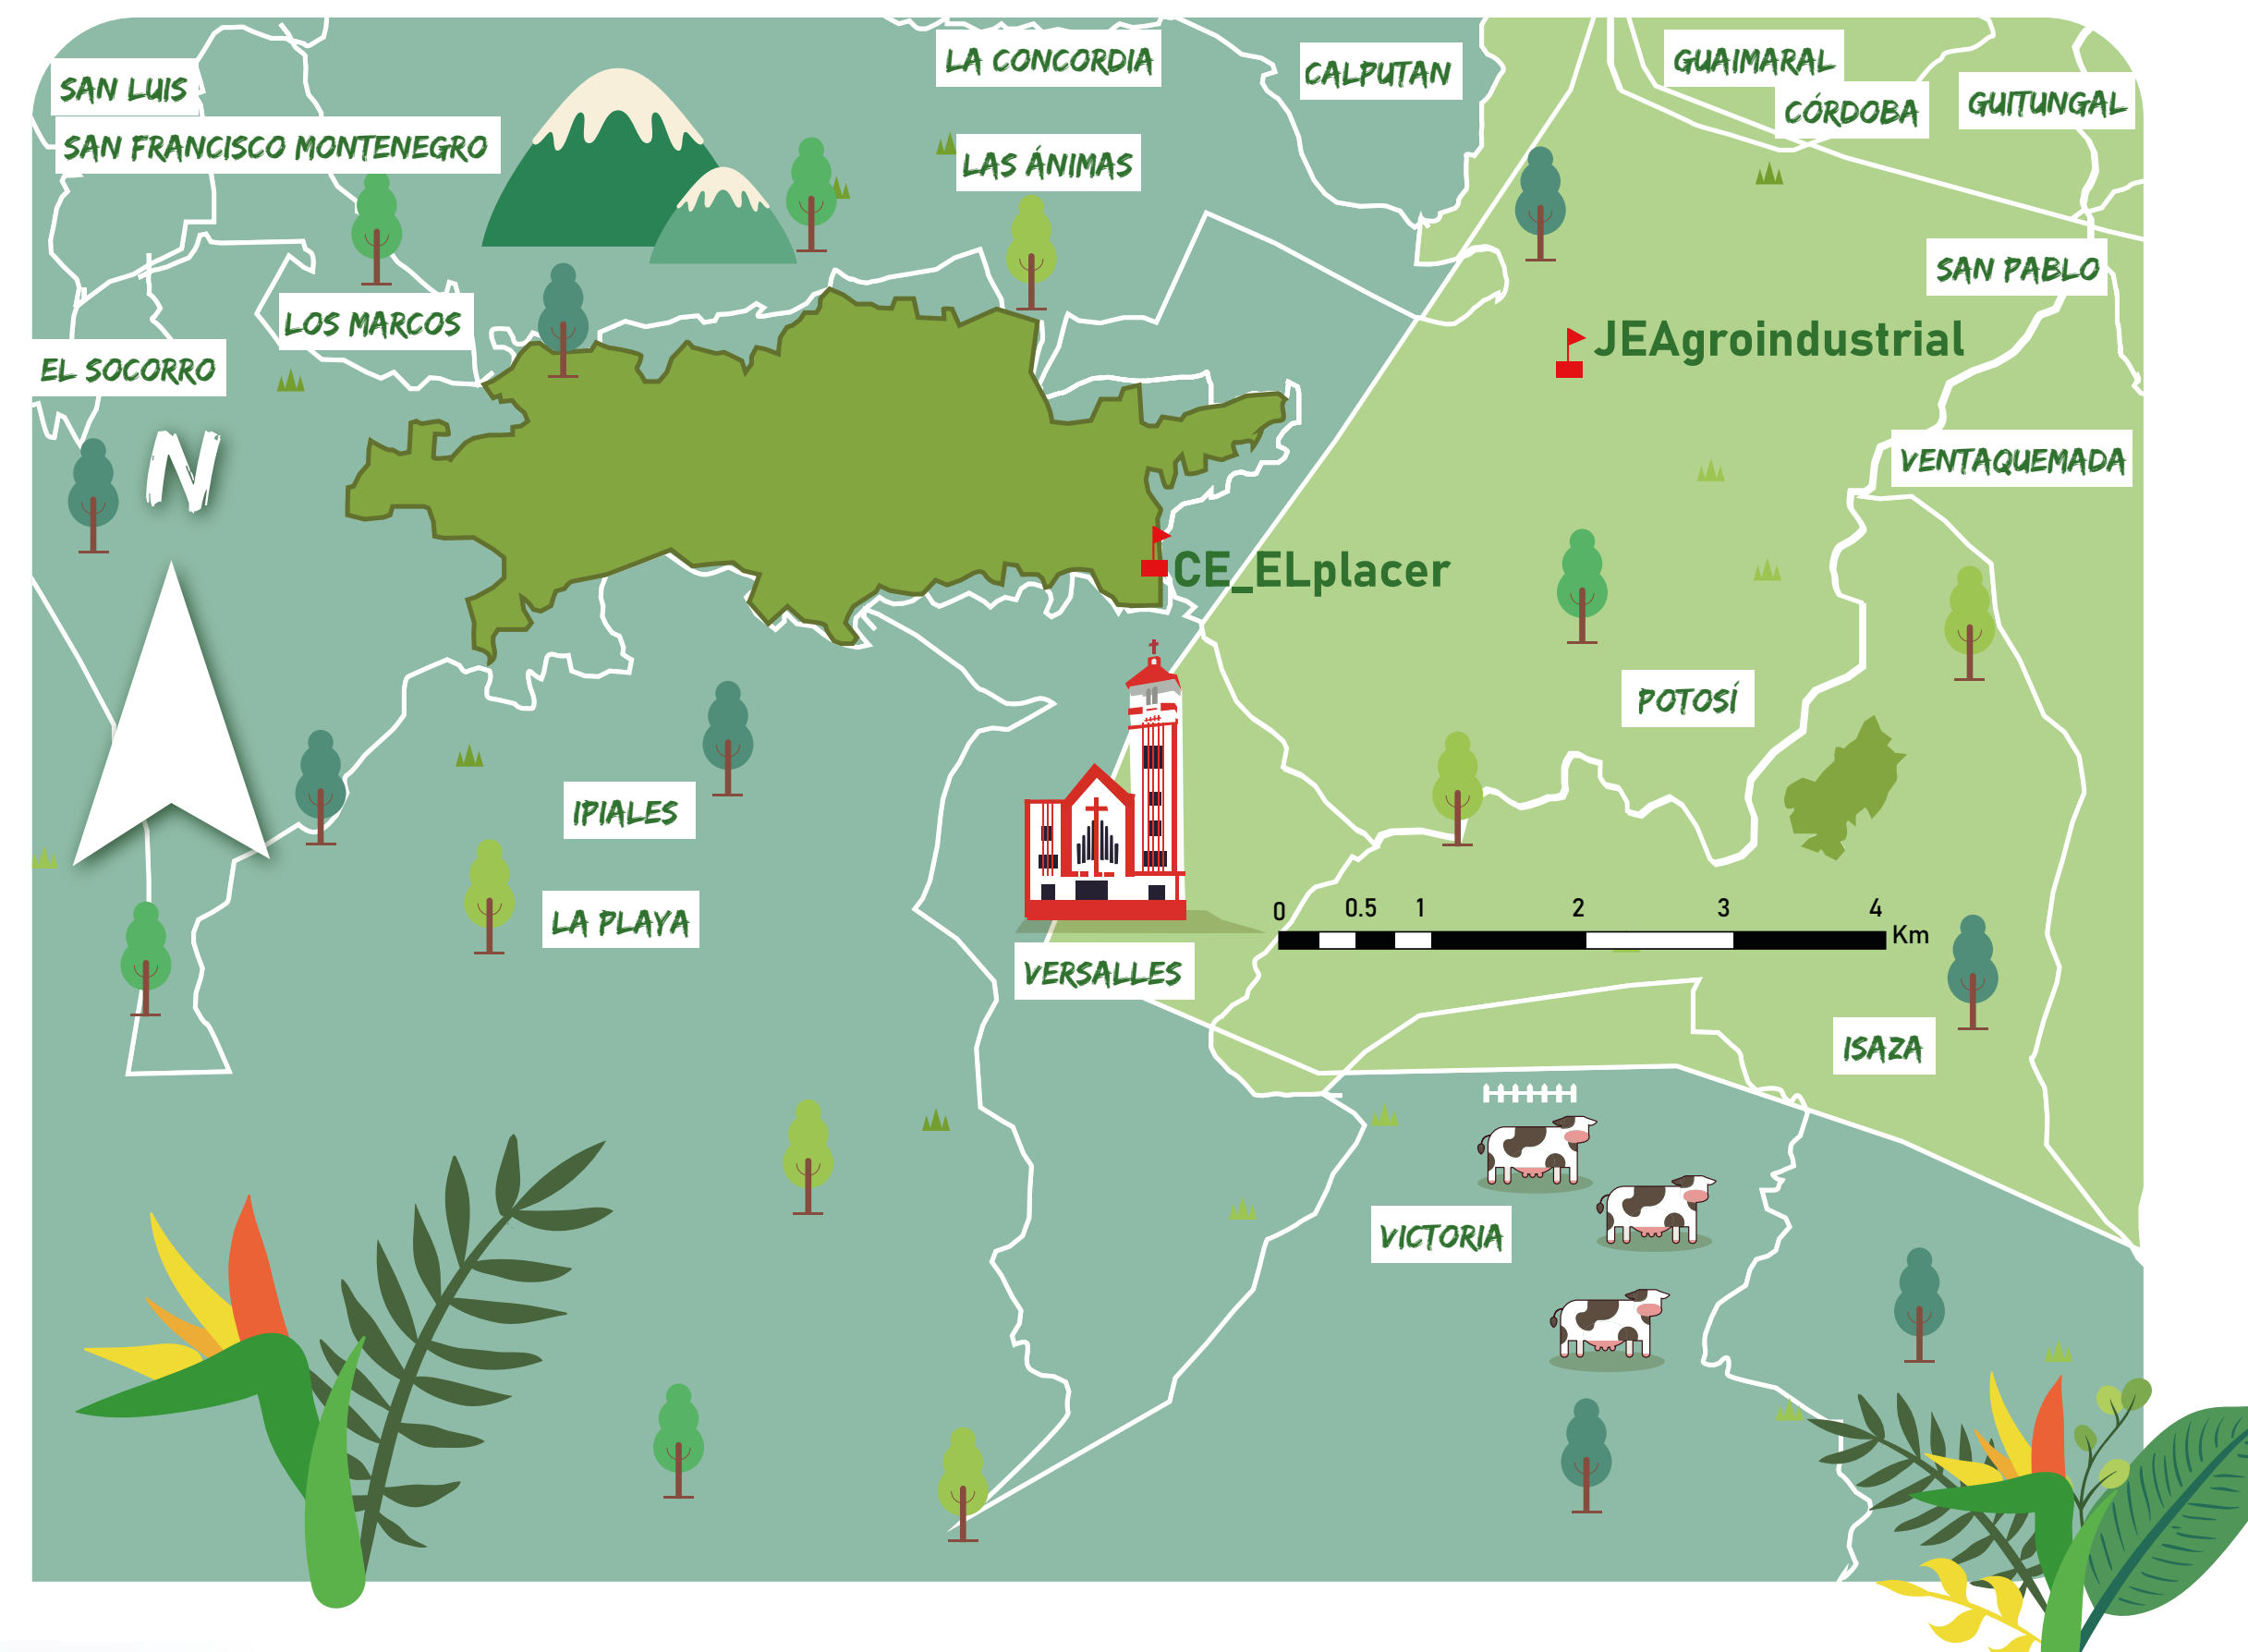 LA CONCORDIA
CALPUTAN
GUAIMARAL
SAN LUIS
CÓRDOBA
GUITUNGAL
SAN FRANCISCO MONTENEGRO
LAS ÁNIMAS
SAN PABLO
LOS MARCOS
JEAgroindustrial
EL SOCORRO
VENTAQUEMADA
N
CE_ELplacer
POTOSÍ
IPIALES
LA PLAYA
0 0.5 1 2 3 4
Km
VERSALLES
ISAZA
VICTORIA